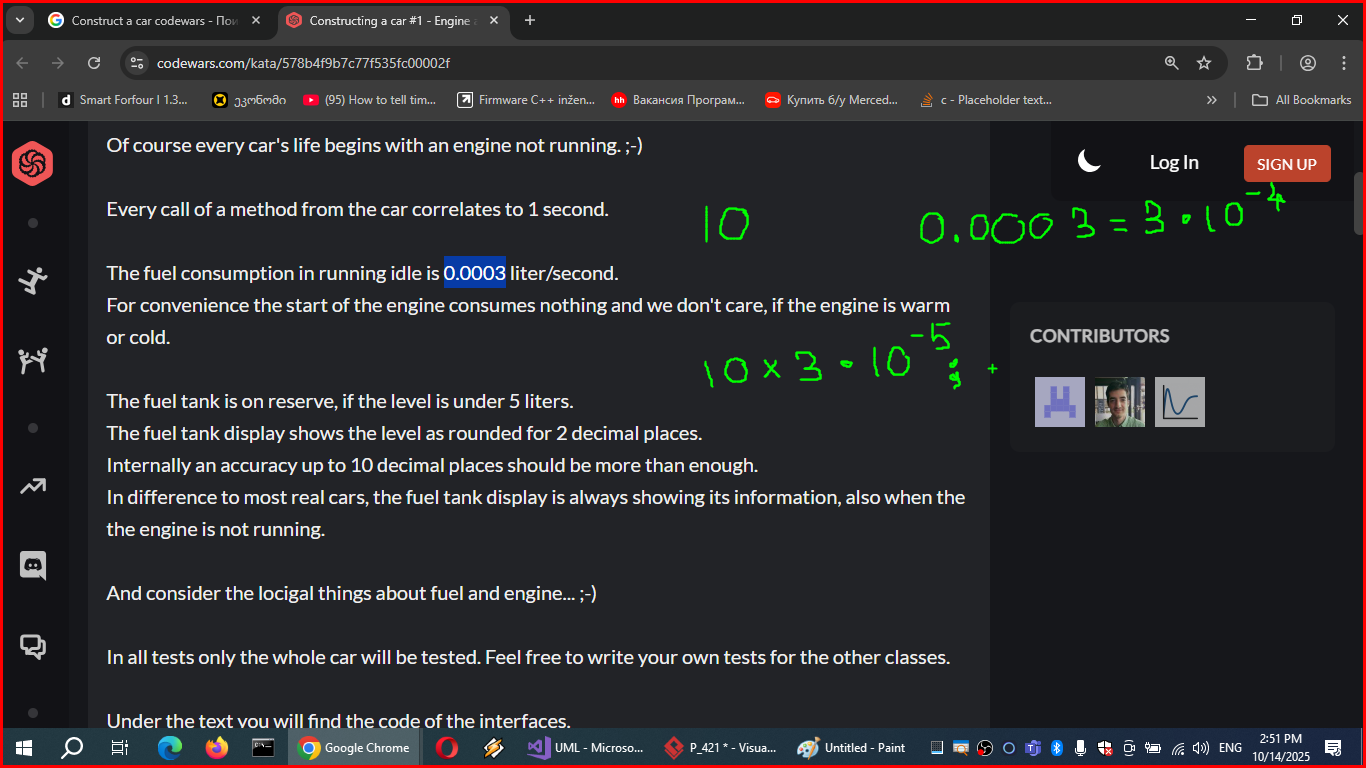 Construct a car codewars - Пои
Constructing a car #1 - Engine a
codewars.com/kata/578b4f9b7c77f535fc00002f
Smart Forfour I 1.3...
ეკონომი
(95) How to tell tim...
Firmware C++ inžen...
hh
Вакансия Програм...
Купить б/у Merced...
c - Placeholder text...
»
All Bookmarks
Of course every car's life begins with an engine not running. ;-)
Log In
SIGN UP
Every call of a method from the car correlates to 1 second.
10
0.0003 = 3 · 10⁻⁴
The fuel consumption in running idle is 0.0003 liter/second.
For convenience the start of the engine consumes nothing and we don't care, if the engine is warm
or cold.
CONTRIBUTORS
10 × 3 · 10⁻⁵;
The fuel tank is on reserve, if the level is under 5 liters.
The fuel tank display shows the level as rounded for 2 decimal places.
Internally an accuracy up to 10 decimal places should be more than enough.
In difference to most real cars, the fuel tank display is always showing its information, also when the
the engine is not running.
And consider the locigal things about fuel and engine... ;-)
In all tests only the whole car will be tested. Feel free to write your own tests for the other classes.
Under the text you will find the code of the interfaces.
Google Chrome
UML - Microso...
P_421 * - Visua...
Untitled - Paint
ENG
2:51 PM
10/14/2025